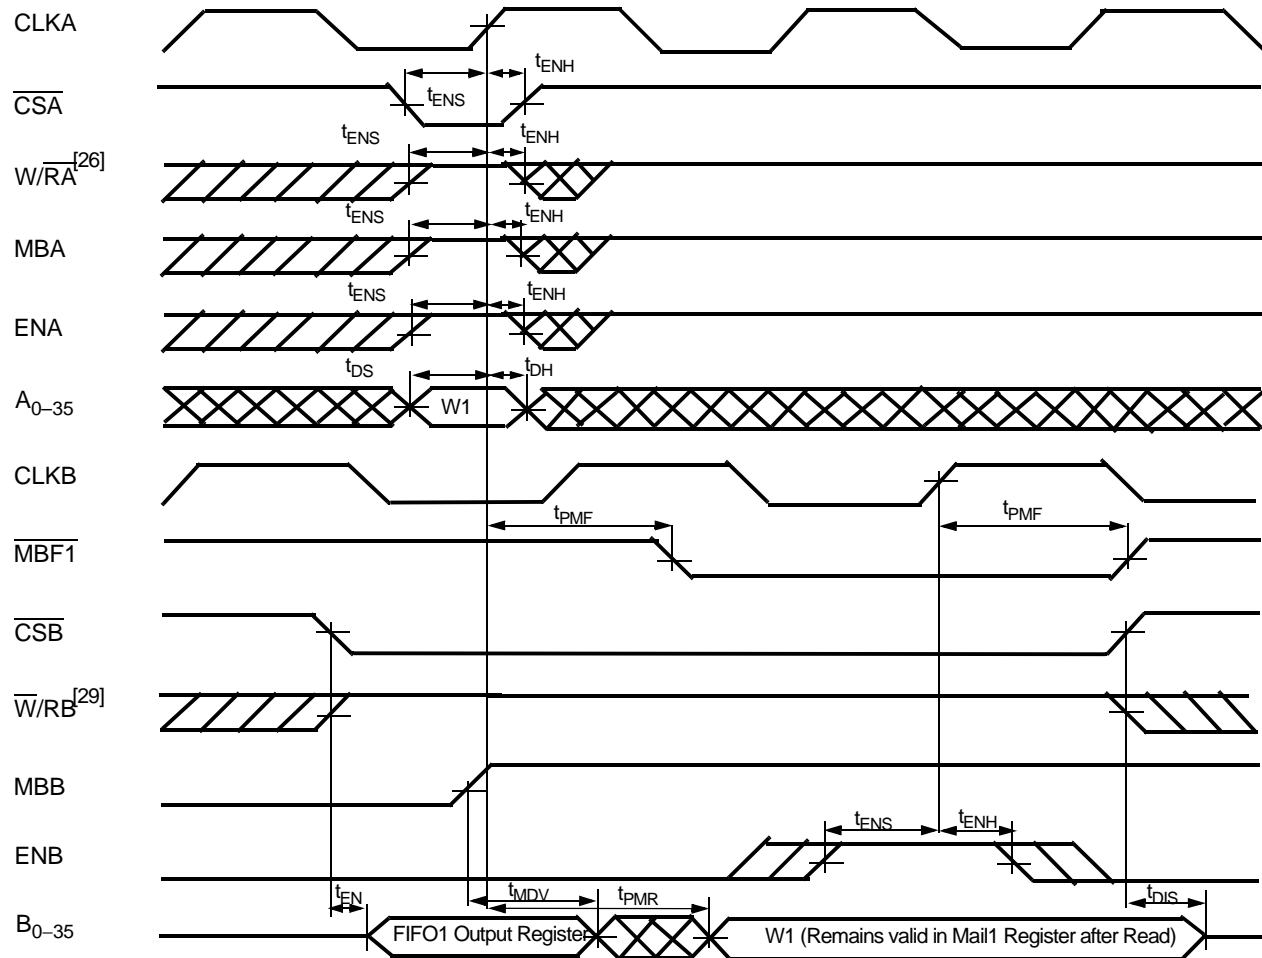 CLKA
tENH
CSA
tENS
tENS
tENH
W/RA[26]
tENS
tENH
MBA
tENS
tENH
ENA
tDS
tDH
A0–35
W1
CLKB
tPMF
tPMF
MBF1
CSB
W/RB[29]
MBB
tENS
tENH
ENB
tEN
tMDV
tPMR
tDIS
B0–35
FIFO1 Output Register
W1 (Remains valid in Mail1 Register after Read)